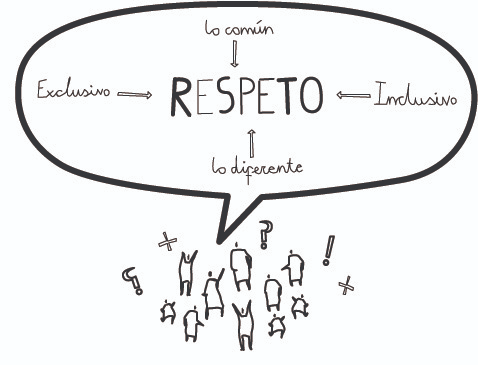 lo común
Exclusivo
RESPETO
Inclusivo
lo diferente
? ? !